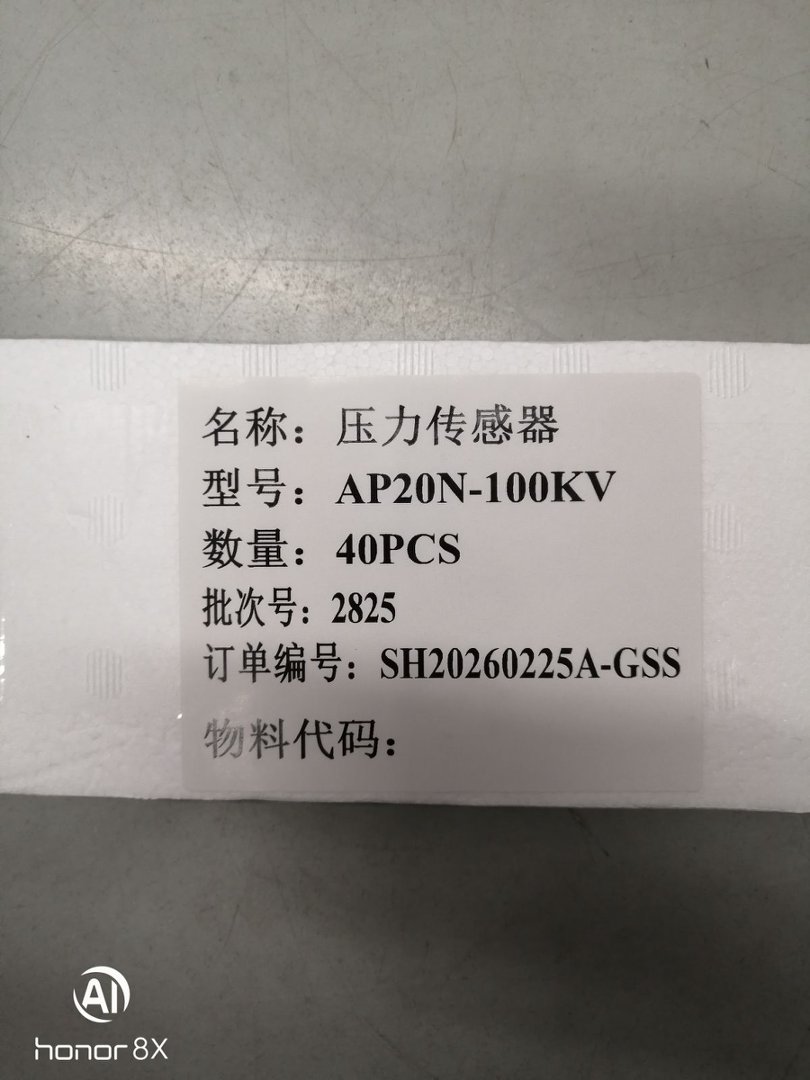 名称：压力传感器
型号：AP20N-100KV
数量：40PCS
批次号：2825
订单编号：SH20260225A-GSS
物料代码：
AI
honor 8X